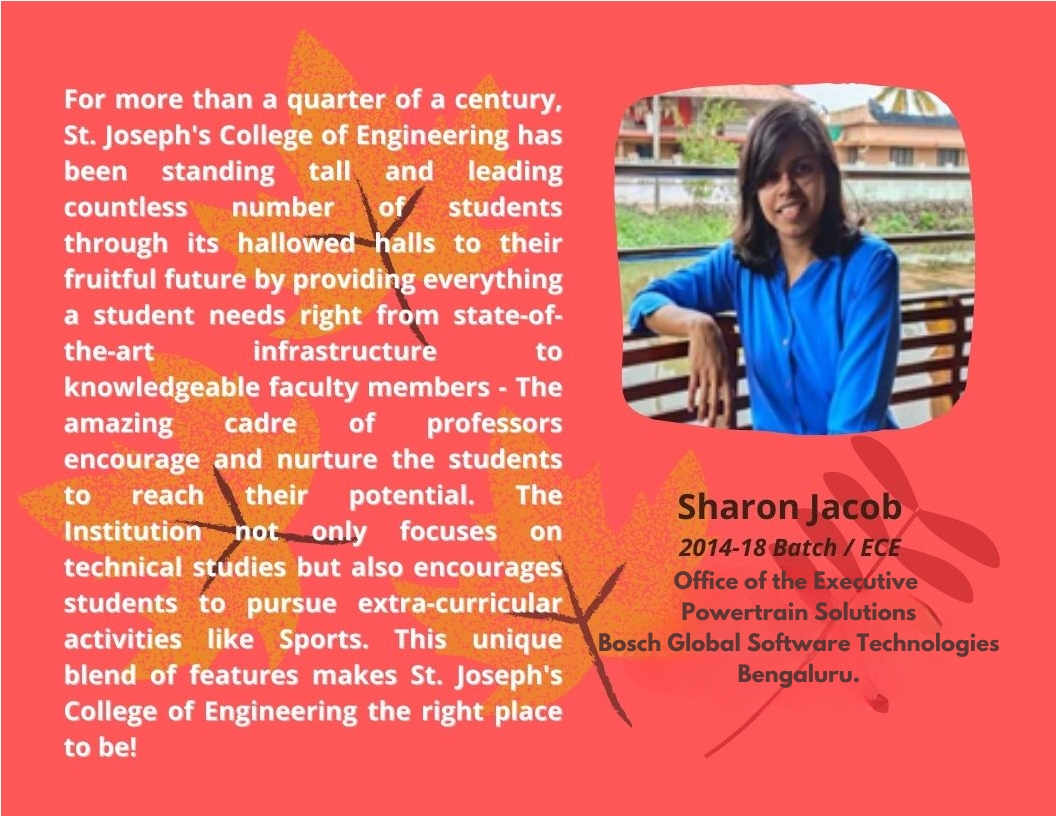 For more than a quarter of a century,
St. Joseph's College of Engineering has
been standing tall and leading
countless number of students
through its hallowed halls to their
fruitful future by providing everything
a student needs right from state-of-
the-art infrastructure to
knowledgeable faculty members - The
amazing cadre of professors
encourage and nurture the students
to reach their potential. The
Institution not only focuses on
technical studies but also encourages
students to pursue extra-curricular
activities like Sports. This unique
blend of features makes St. Joseph's
College of Engineering the right place
to be!
Sharon Jacob
2014-18 Batch / ECE
Office of the Executive
Powertrain Solutions
Bosch Global Software Technologies
Bengaluru.